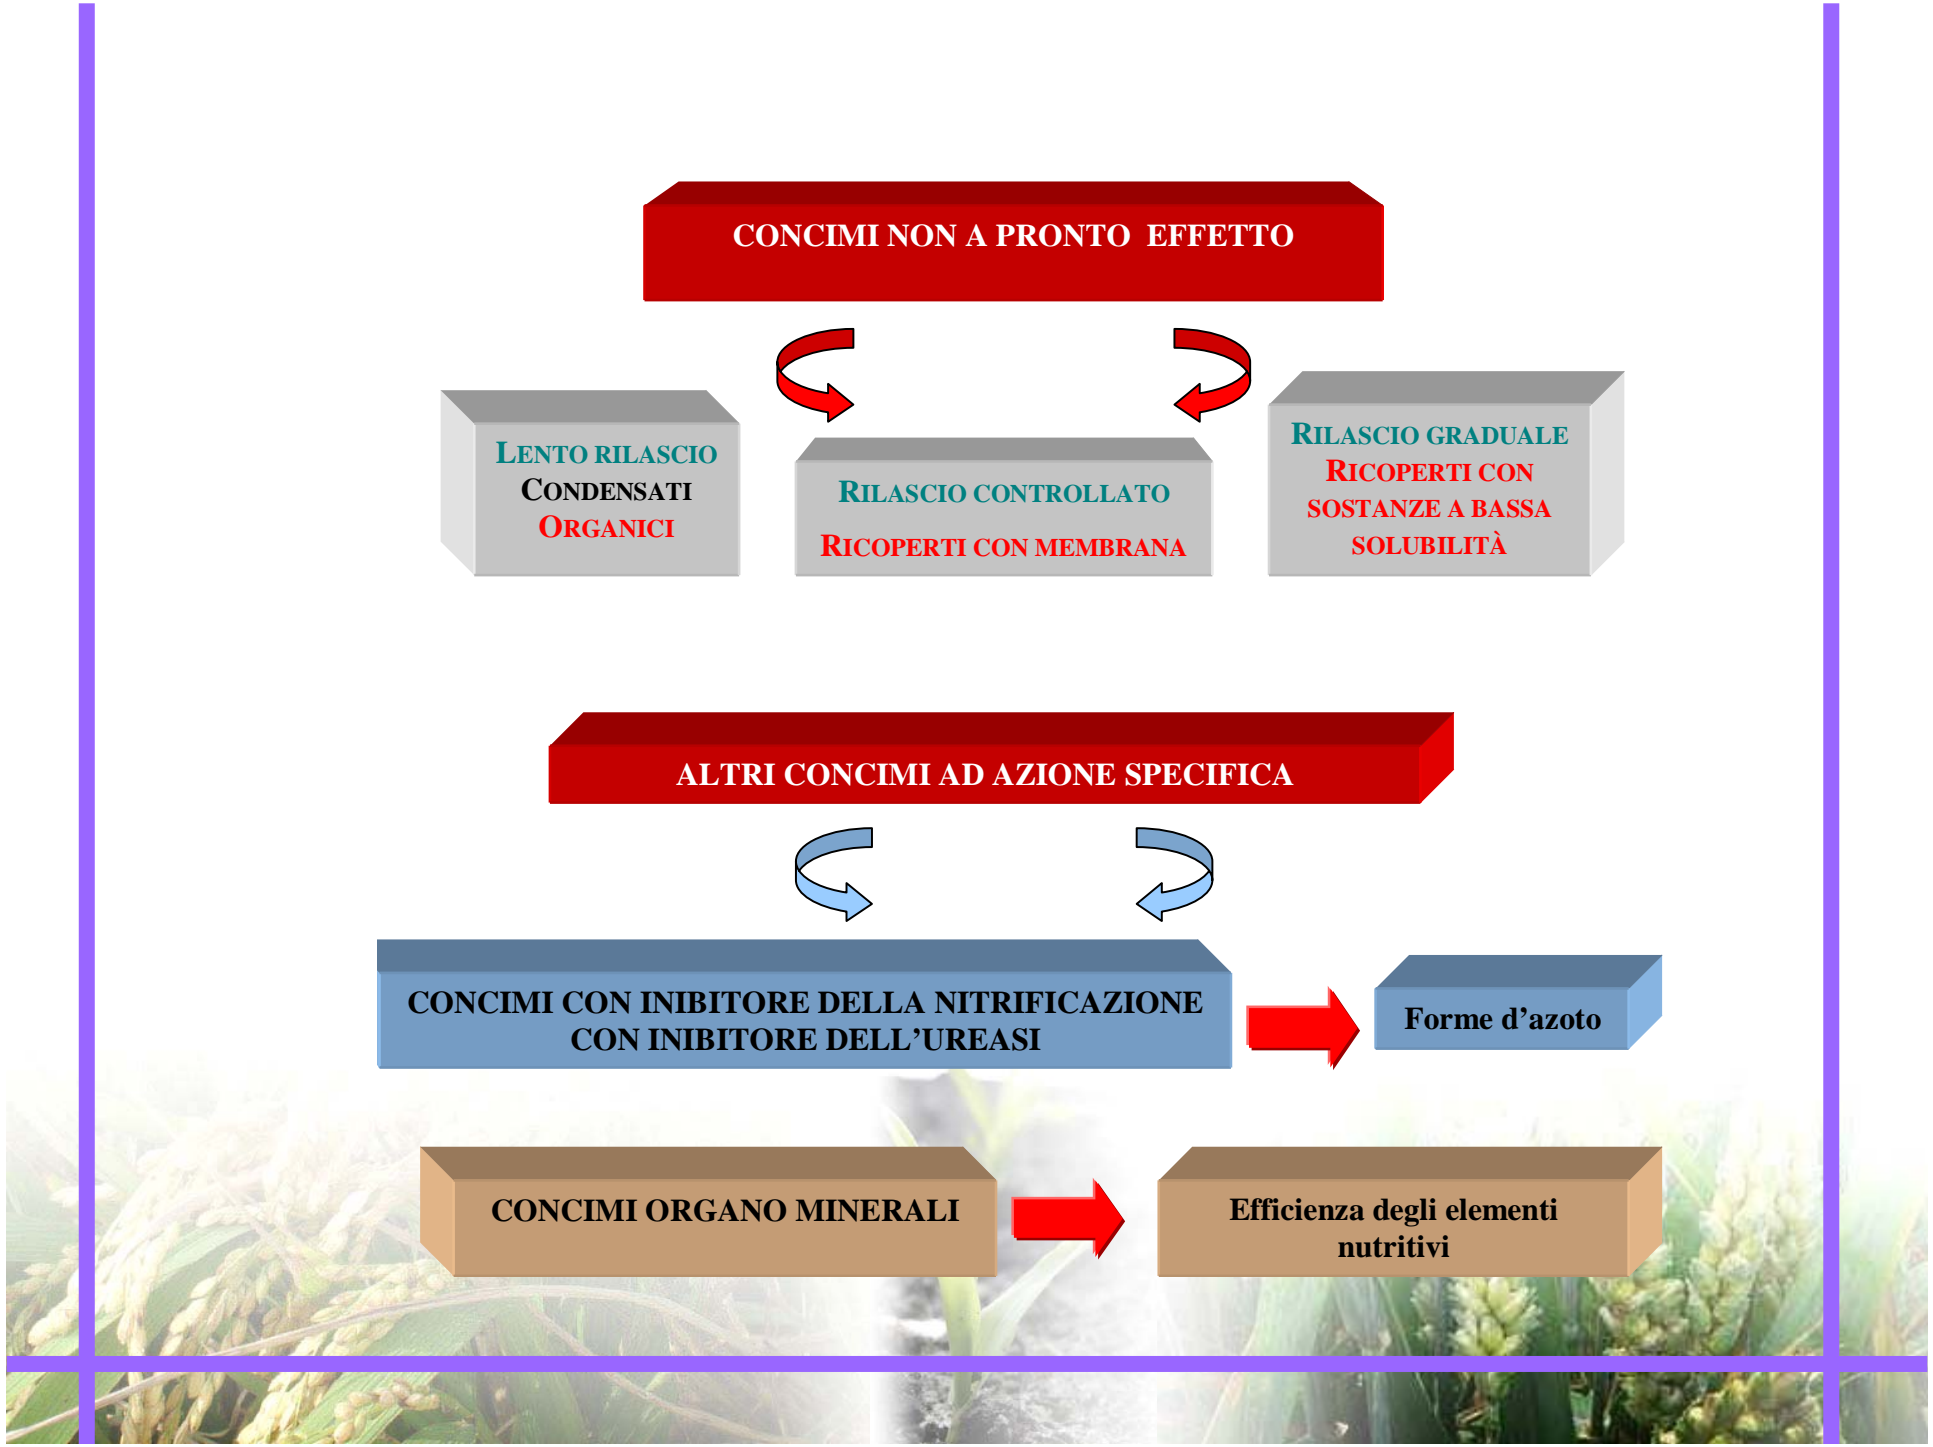 CONCIMI NON A PRONTO EFFETTO
LENTO RILASCIO
CONDENSATI
ORGANICI
RILASCIO CONTROLLATO
RICOPERTI CON MEMBRANA
RILASCIO GRADUALE
RICOPERTI CON
SOSTANZE A BASSA
SOLUBILITÀ
ALTRI CONCIMI AD AZIONE SPECIFICA
CONCIMI CON INIBITORE DELLA NITRIFICAZIONE
CON INIBITORE DELL’UREASI
Forme d’azoto
CONCIMI ORGANO MINERALI
Efficienza degli elementi
nutritivi